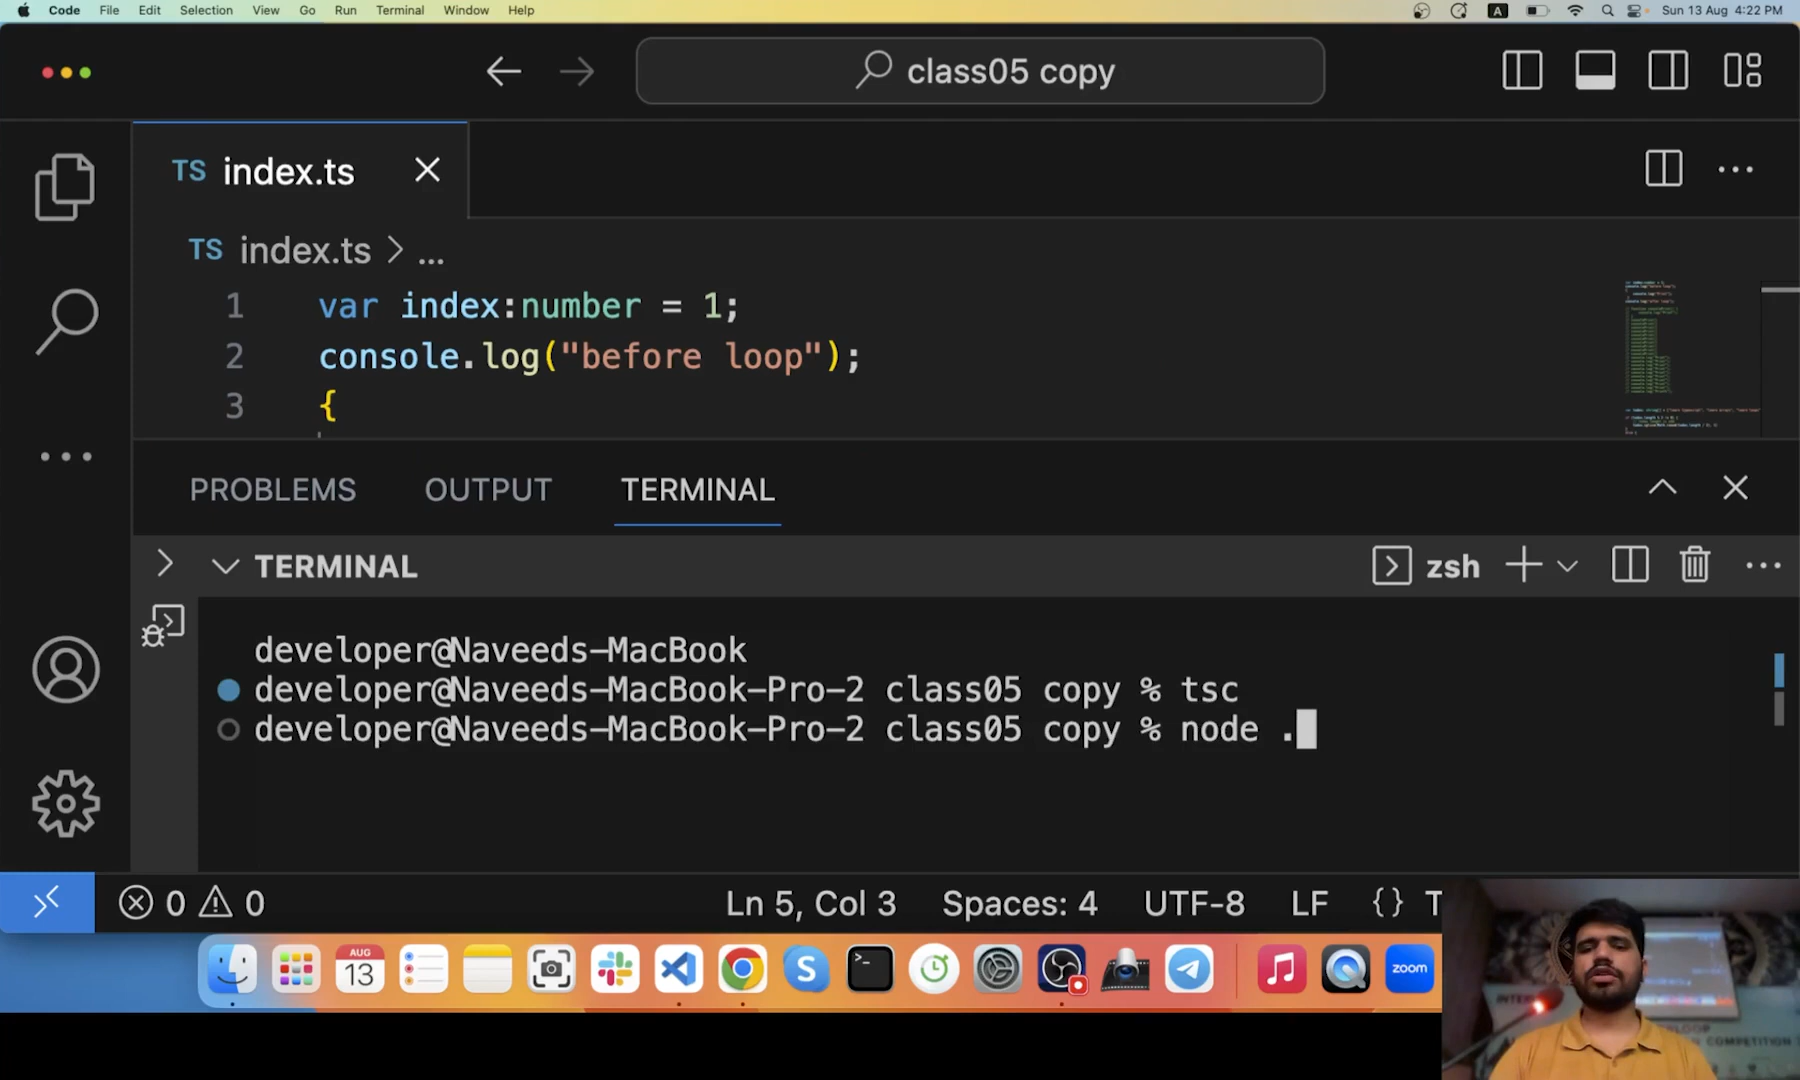 Code File Edit Selection View Go Run Terminal Window Help A Sun 13 Aug 4:22 PM
class05 copy
TS index.ts
TS index.ts > ...
1 var index:number = 1;
2 console.log("before loop");
3 {
PROBLEMS OUTPUT TERMINAL
TERMINAL zsh
developer@Naveeds-MacBook
developer@Naveeds-MacBook-Pro-2 class05 copy % tsc
developer@Naveeds-MacBook-Pro-2 class05 copy % node .
0 0 Ln 5, Col 3 Spaces: 4 UTF-8 LF {} T
AUG
13
S
zoom